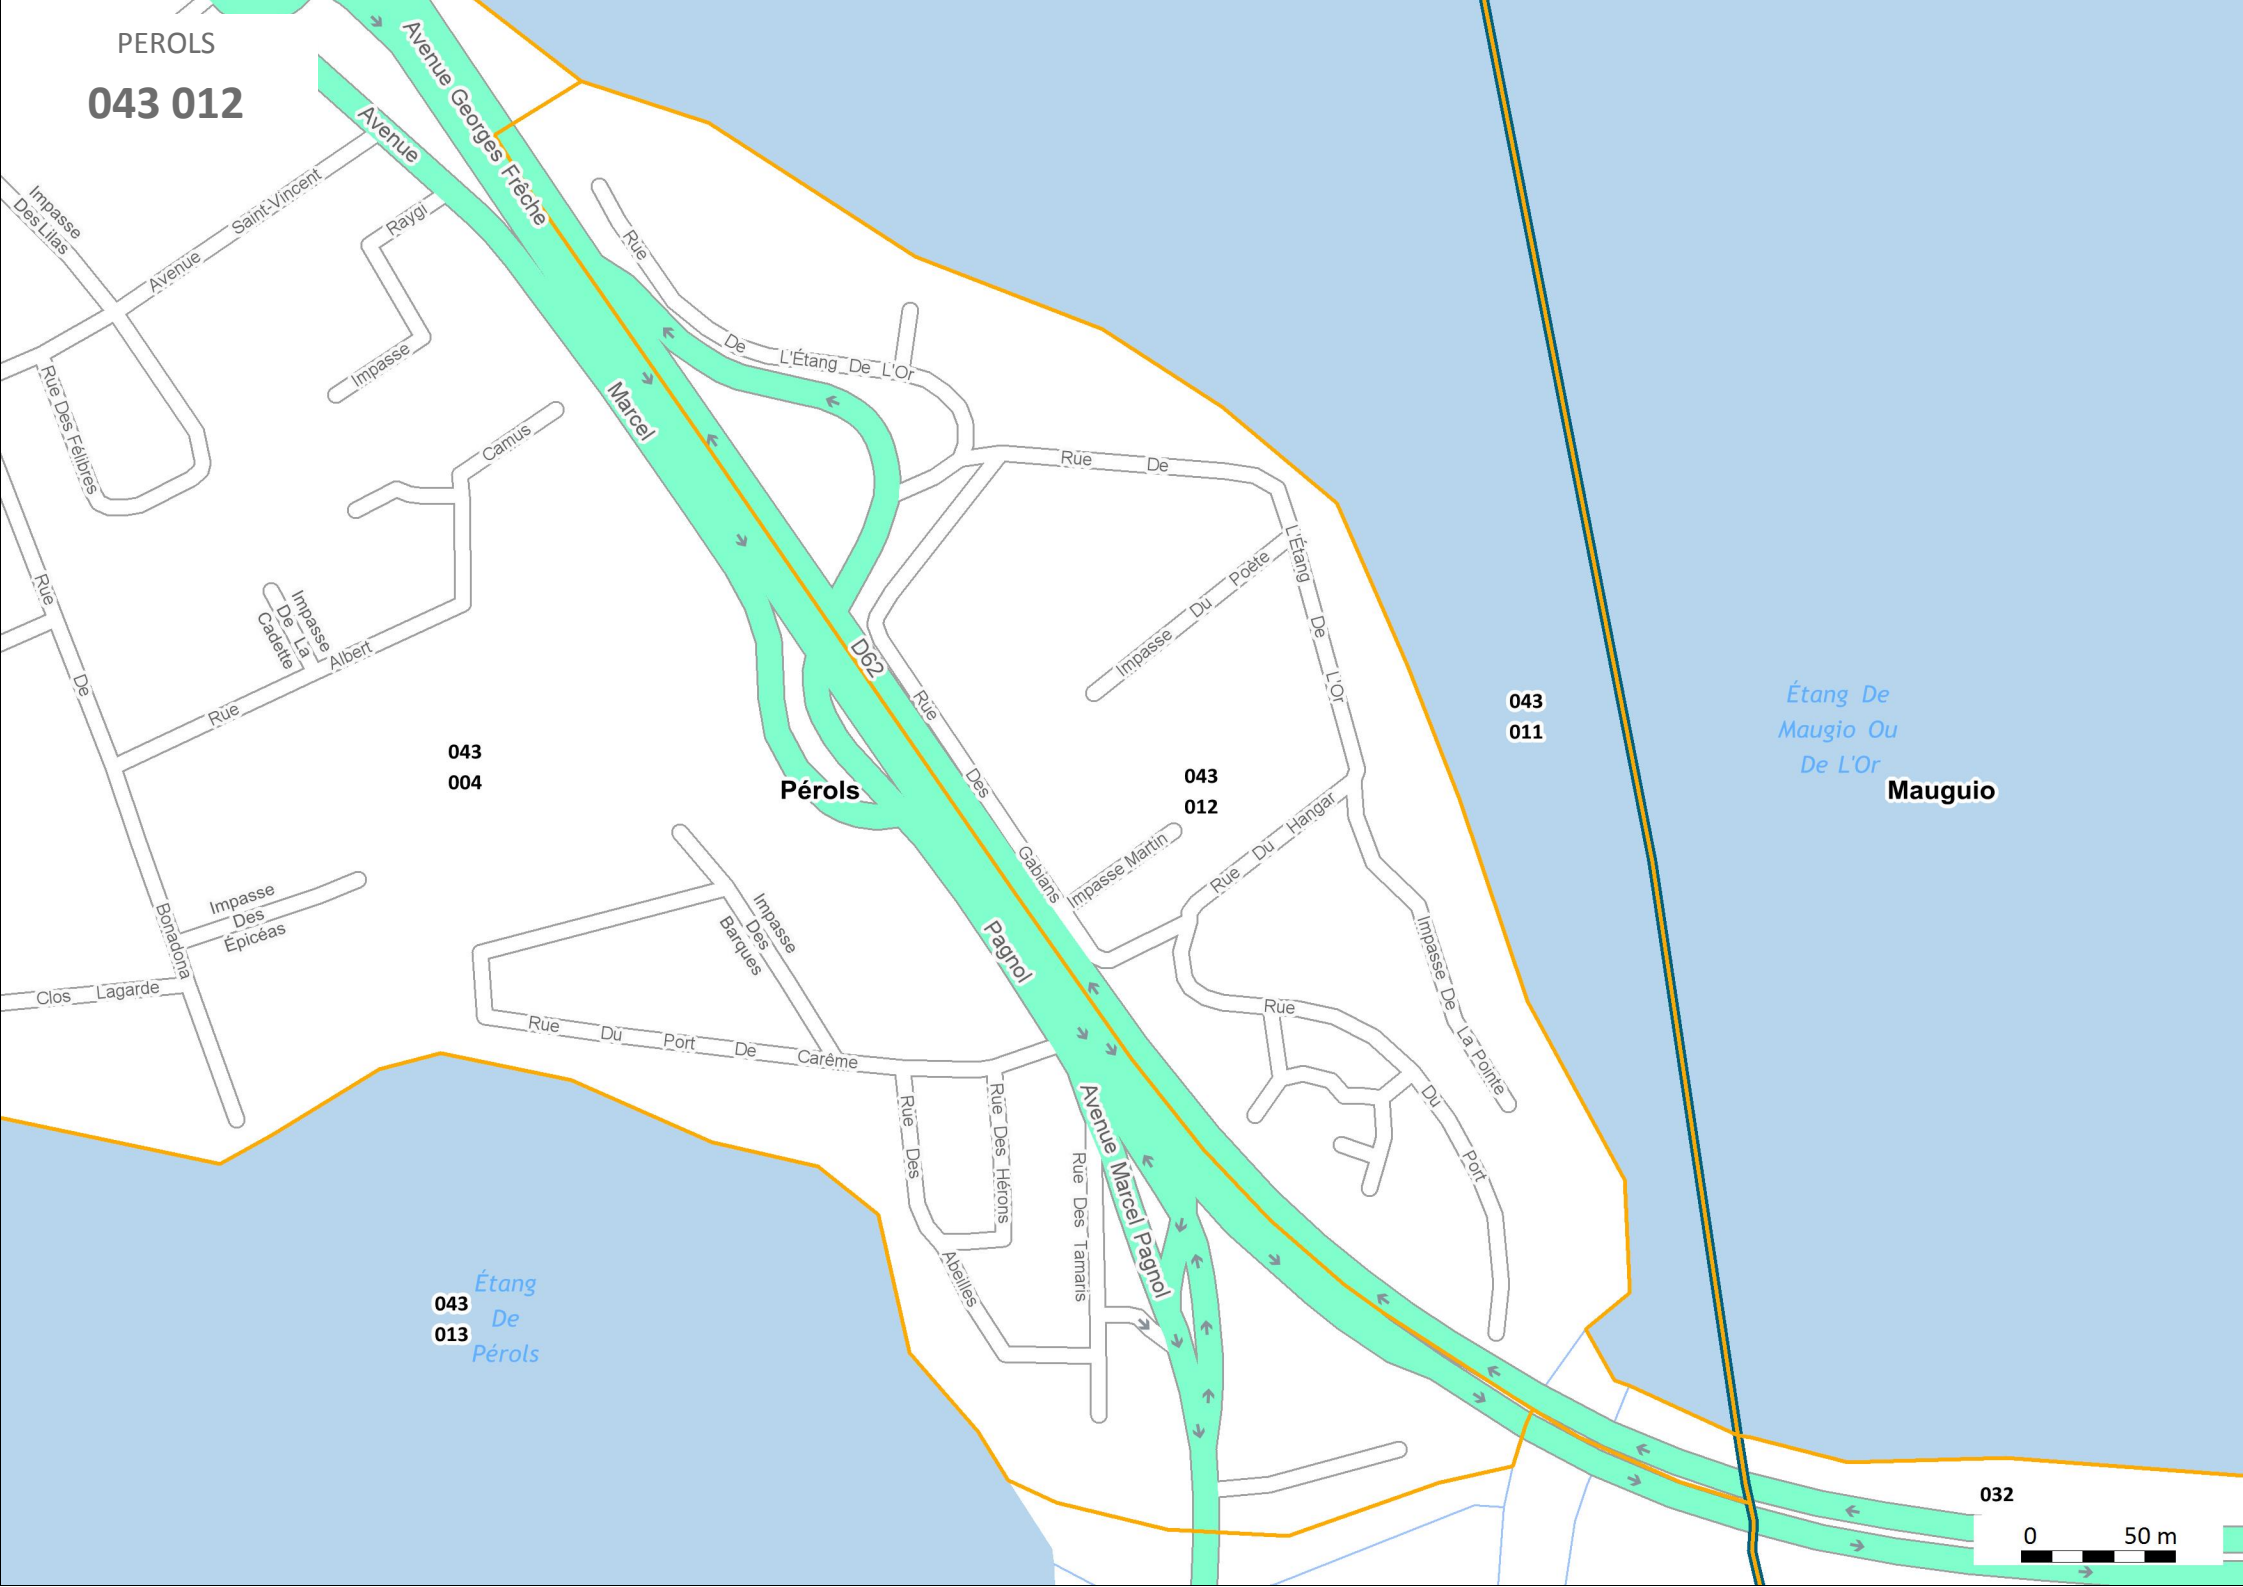 PEROLS
043 012
Avenue Georges Frêche
Avenue
Impasse
Des Lilas
Avenue Saint-Vincent
Raygi
Impasse
Rue
De L'Étang De L'Or
Rue Des Félibres
Marcel
Camus
Rue De
L'Étang De L'Or
Impasse Du Poète
Rue
De
Bonadona
Impasse
De La
Cadette
Rue Albert
D62
Rue Des Gabians
043
004
Pérols
043
012
043
011
Étang De
Maugio Ou
De L'Or
Mauguio
Impasse Martin
Rue Du Hangar
Impasse
Des
Épicéas
Impasse
Des
Barques
Pagnol
Impasse De La Pointe
Clos Lagarde
Rue Du Port De Carême
Rue Du Port
Avenue Marcel Pagnol
Rue Des Abeilles
Rue Des Hérons
Rue Des Tamaris
043
013
Étang
De
Pérols
032
0 50 m